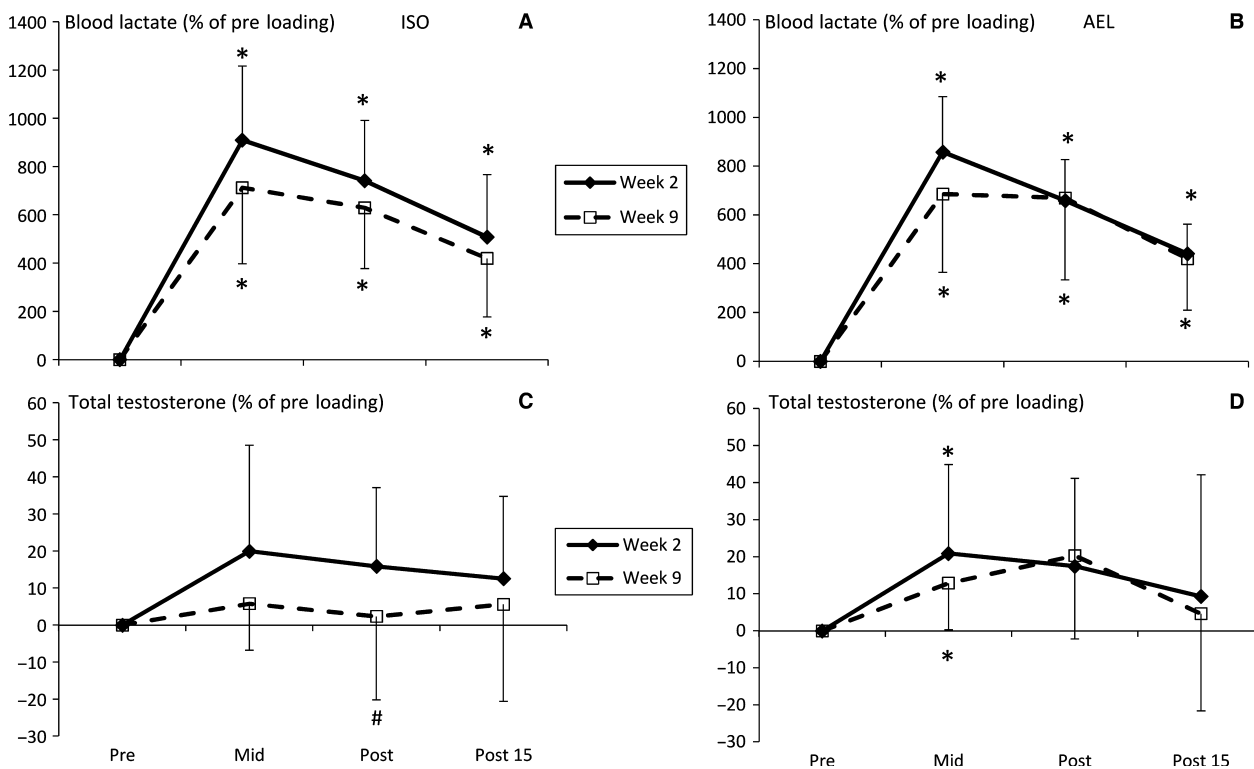 Blood lactate (% of pre loading) ISO A
1400
1200
1000
800
600
400
200
0
* * *
* * *
Week 2
Week 9
Blood lactate (% of pre loading) AEL B
1400
1200
1000
800
600
400
200
0
* * *
* * *
Total testosterone (% of pre loading) C
60
50
40
30
20
10
0
−10
−20
−30
#
Pre Mid Post Post 15
Week 2
Week 9
Total testosterone (% of pre loading) D
60
50
40
30
20
10
0
−10
−20
−30
*
*
Pre Mid Post Post 15